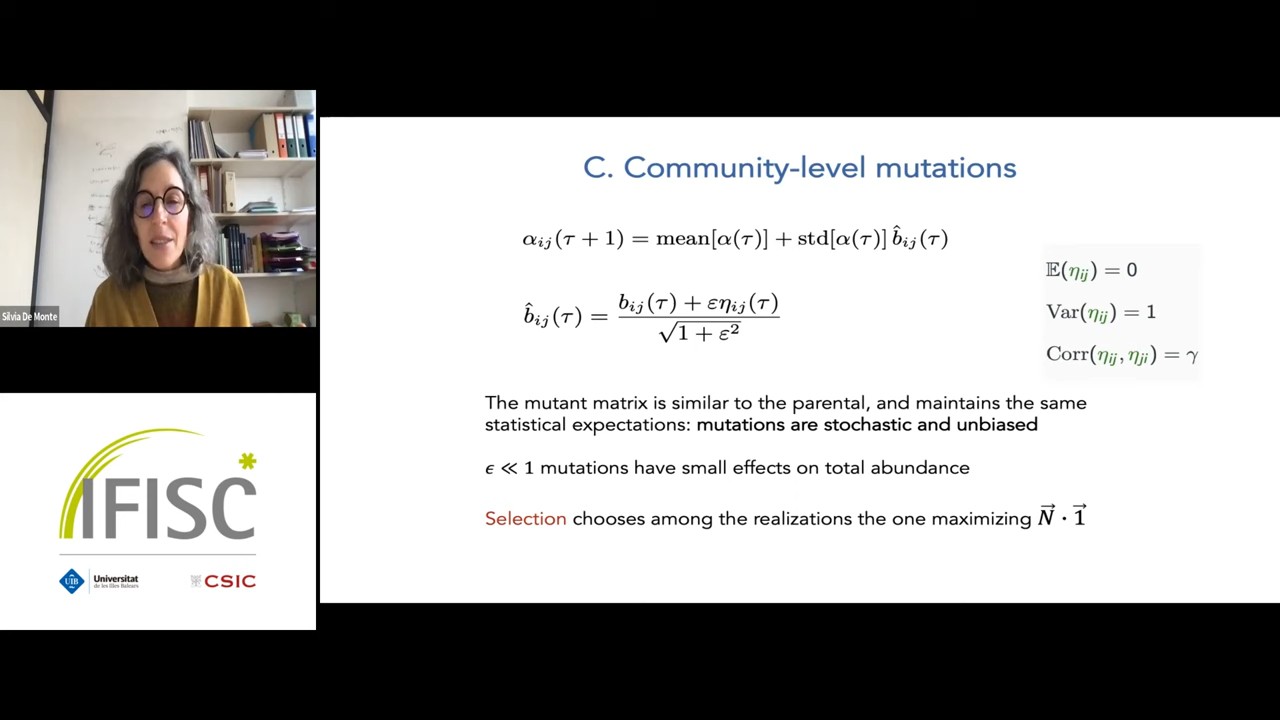 C. Community-level mutations
αᵢⱼ(τ + 1) = mean[α(τ)] + std[α(τ)] b̂ᵢⱼ(τ)
b̂ᵢⱼ(τ) = (bᵢⱼ(τ) + εηᵢⱼ(τ)) / √(1 + ε²)
𝔼(ηᵢⱼ) = 0
Var(ηᵢⱼ) = 1
Corr(ηᵢⱼ, ηⱼᵢ) = γ
The mutant matrix is similar to the parental, and maintains the same
statistical expectations: mutations are stochastic and unbiased
ϵ ≪ 1 mutations have small effects on total abundance
Selection chooses among the realizations the one maximizing N⃗ · 1⃗
Silvia De Monte
IFISC
UIB
Universitat
de les Illes Balears
CSIC